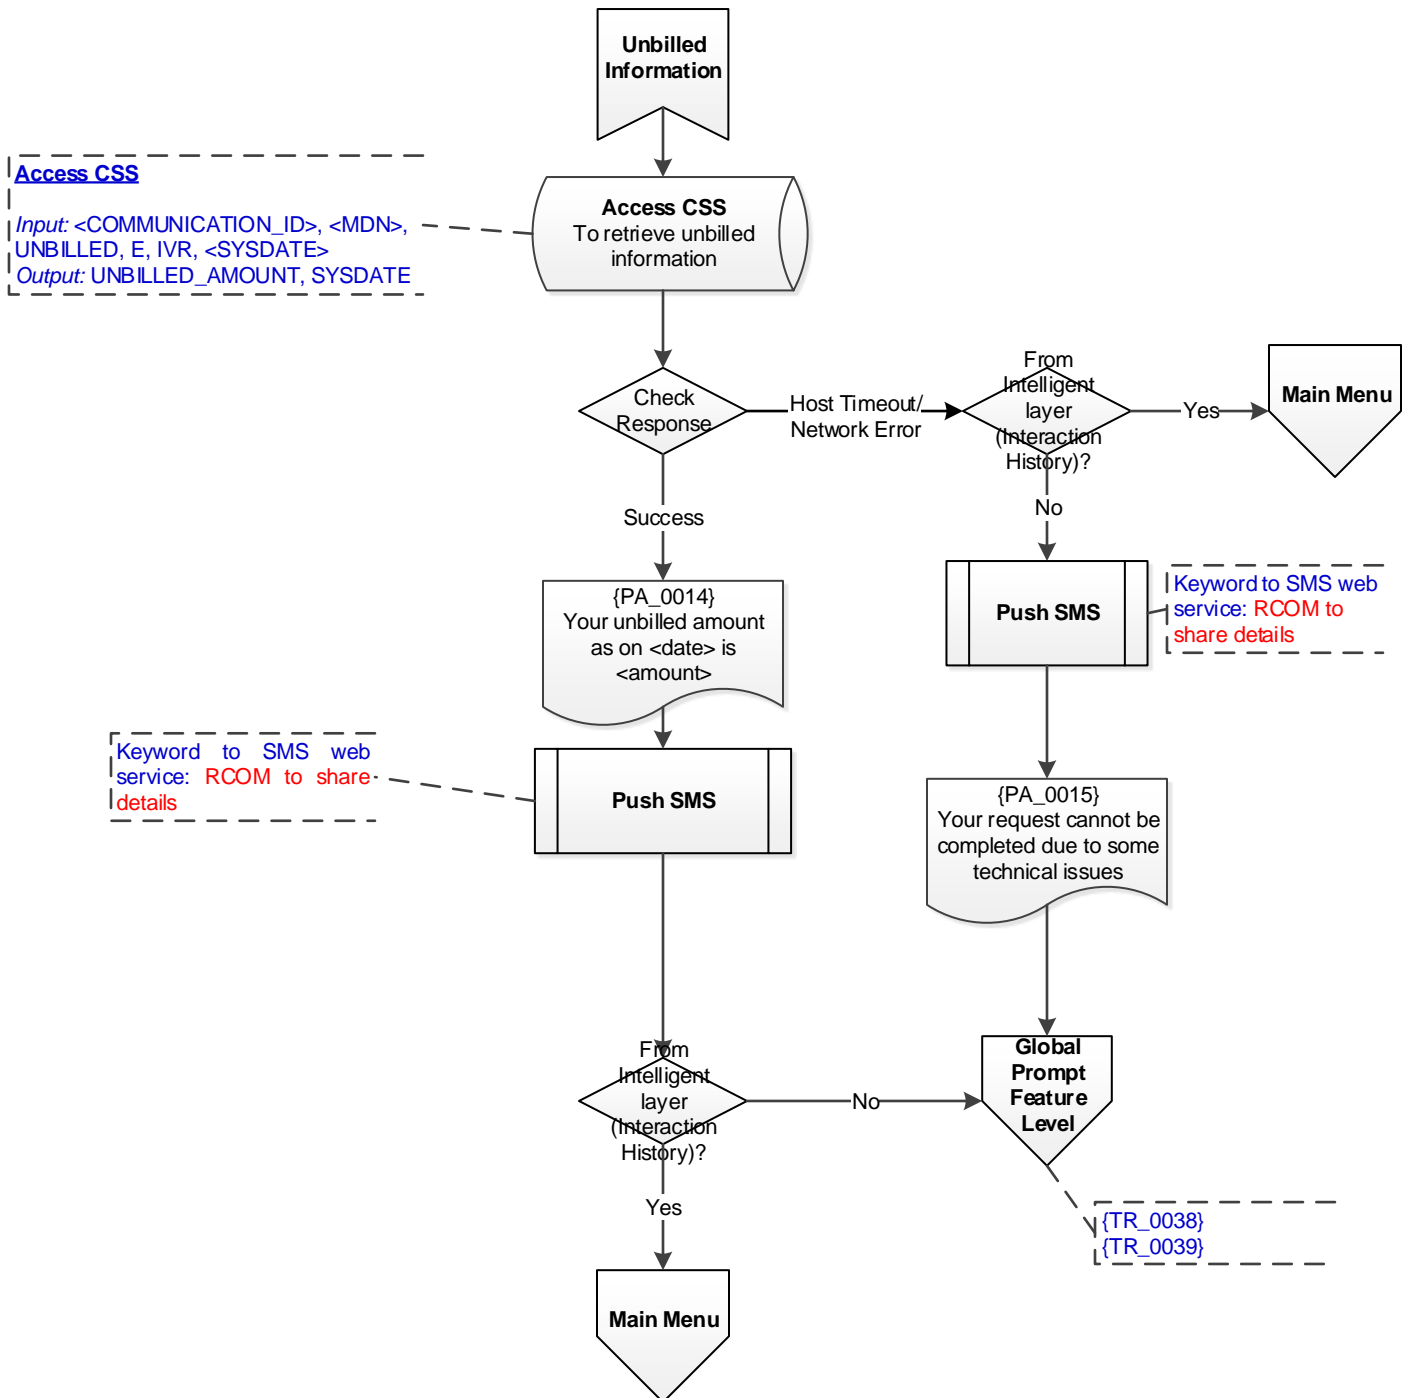 Unbilled
Information
Access CSS
Input: <COMMUNICATION_ID>, <MDN>,
UNBILLED, E, IVR, <SYSDATE>
Output: UNBILLED_AMOUNT, SYSDATE
Access CSS
To retrieve unbilled
information
Check
Response
Host Timeout/
Network Error
From
Intelligent
layer
(Interaction
History)?
Yes
Main Menu
No
Success
{PA_0014}
Your unbilled amount
as on <date> is
<amount>
Push SMS
Keyword to SMS web
service: RCOM to
share details
Keyword to SMS web
service: RCOM to share
details
Push SMS
{PA_0015}
Your request cannot be
completed due to some
technical issues
From
Intelligent
layer
(Interaction
History)?
No
Global
Prompt
Feature
Level
Yes
{TR_0038}
{TR_0039}
Main Menu